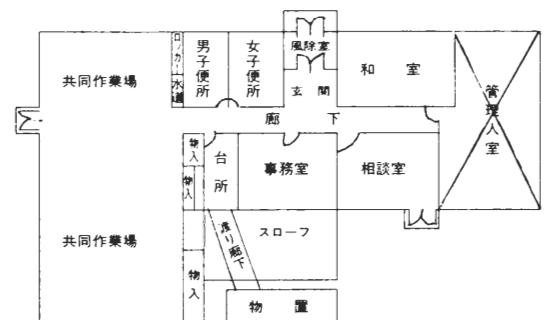 共同作業場
ロッカー
水道
男子便所
女子便所
風除室
玄関
和室
管理人室
廊下
物入
物入
台所
事務室
相談室
共同作業場
物入
渡り廊下
スロープ
物置